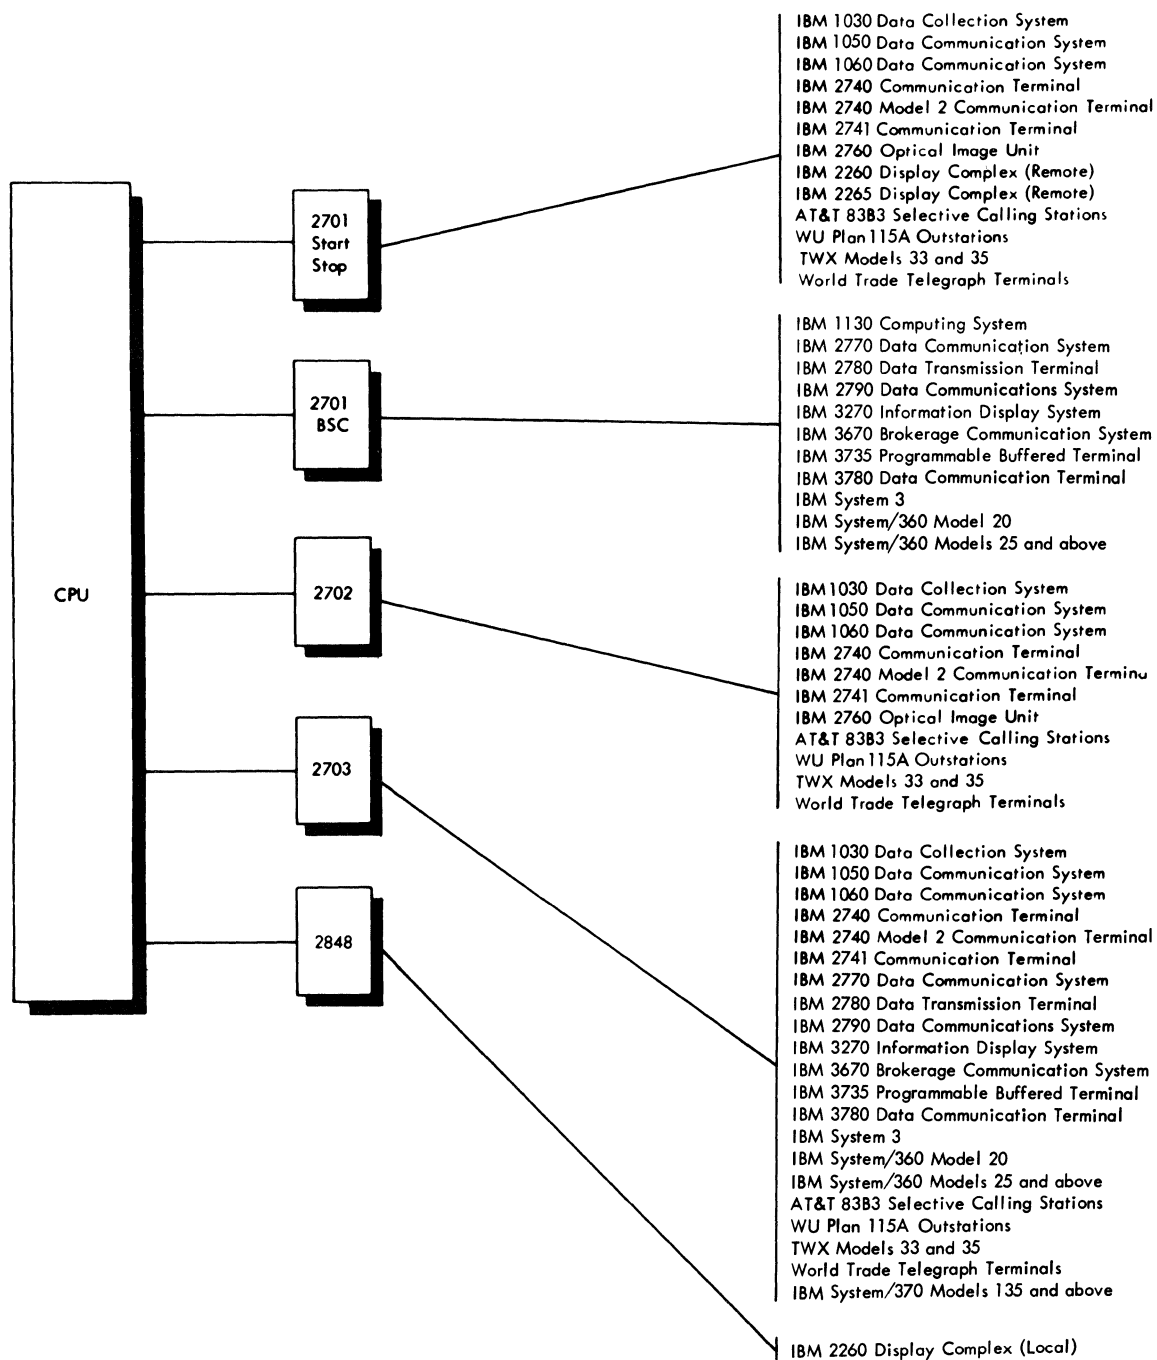 IBM 1030 Data Collection System
IBM 1050 Data Communication System
IBM 1060 Data Communication System
IBM 2740 Communication Terminal
IBM 2740 Model 2 Communication Terminal
IBM 2741 Communication Terminal
IBM 2760 Optical Image Unit
IBM 2260 Display Complex (Remote)
IBM 2265 Display Complex (Remote)
AT&T 83B3 Selective Calling Stations
WU Plan 115A Outstations
TWX Models 33 and 35
World Trade Telegraph Terminals
2701
Start
Stop
IBM 1130 Computing System
IBM 2770 Data Communication System
IBM 2780 Data Transmission Terminal
IBM 2790 Data Communications System
IBM 3270 Information Display System
IBM 3670 Brokerage Communication System
IBM 3735 Programmable Buffered Terminal
IBM 3780 Data Communication Terminal
IBM System 3
IBM System/360 Model 20
IBM System/360 Models 25 and above
2701
BSC
CPU
2702
IBM 1030 Data Collection System
IBM 1050 Data Communication System
IBM 1060 Data Communication System
IBM 2740 Communication Terminal
IBM 2740 Model 2 Communication Terminal
IBM 2741 Communication Terminal
IBM 2760 Optical Image Unit
AT&T 83B3 Selective Calling Stations
WU Plan 115A Outstations
TWX Models 33 and 35
World Trade Telegraph Terminals
2703
IBM 1030 Data Collection System
IBM 1050 Data Communication System
IBM 1060 Data Communication System
IBM 2740 Communication Terminal
IBM 2740 Model 2 Communication Terminal
IBM 2741 Communication Terminal
IBM 2770 Data Communication System
IBM 2780 Data Transmission Terminal
IBM 2790 Data Communications System
IBM 3270 Information Display System
IBM 3670 Brokerage Communication System
IBM 3735 Programmable Buffered Terminal
IBM 3780 Data Communication Terminal
IBM System 3
IBM System/360 Model 20
IBM System/360 Models 25 and above
AT&T 83B3 Selective Calling Stations
WU Plan 115A Outstations
TWX Models 33 and 35
World Trade Telegraph Terminals
IBM System/370 Models 135 and above
2848
IBM 2260 Display Complex (Local)